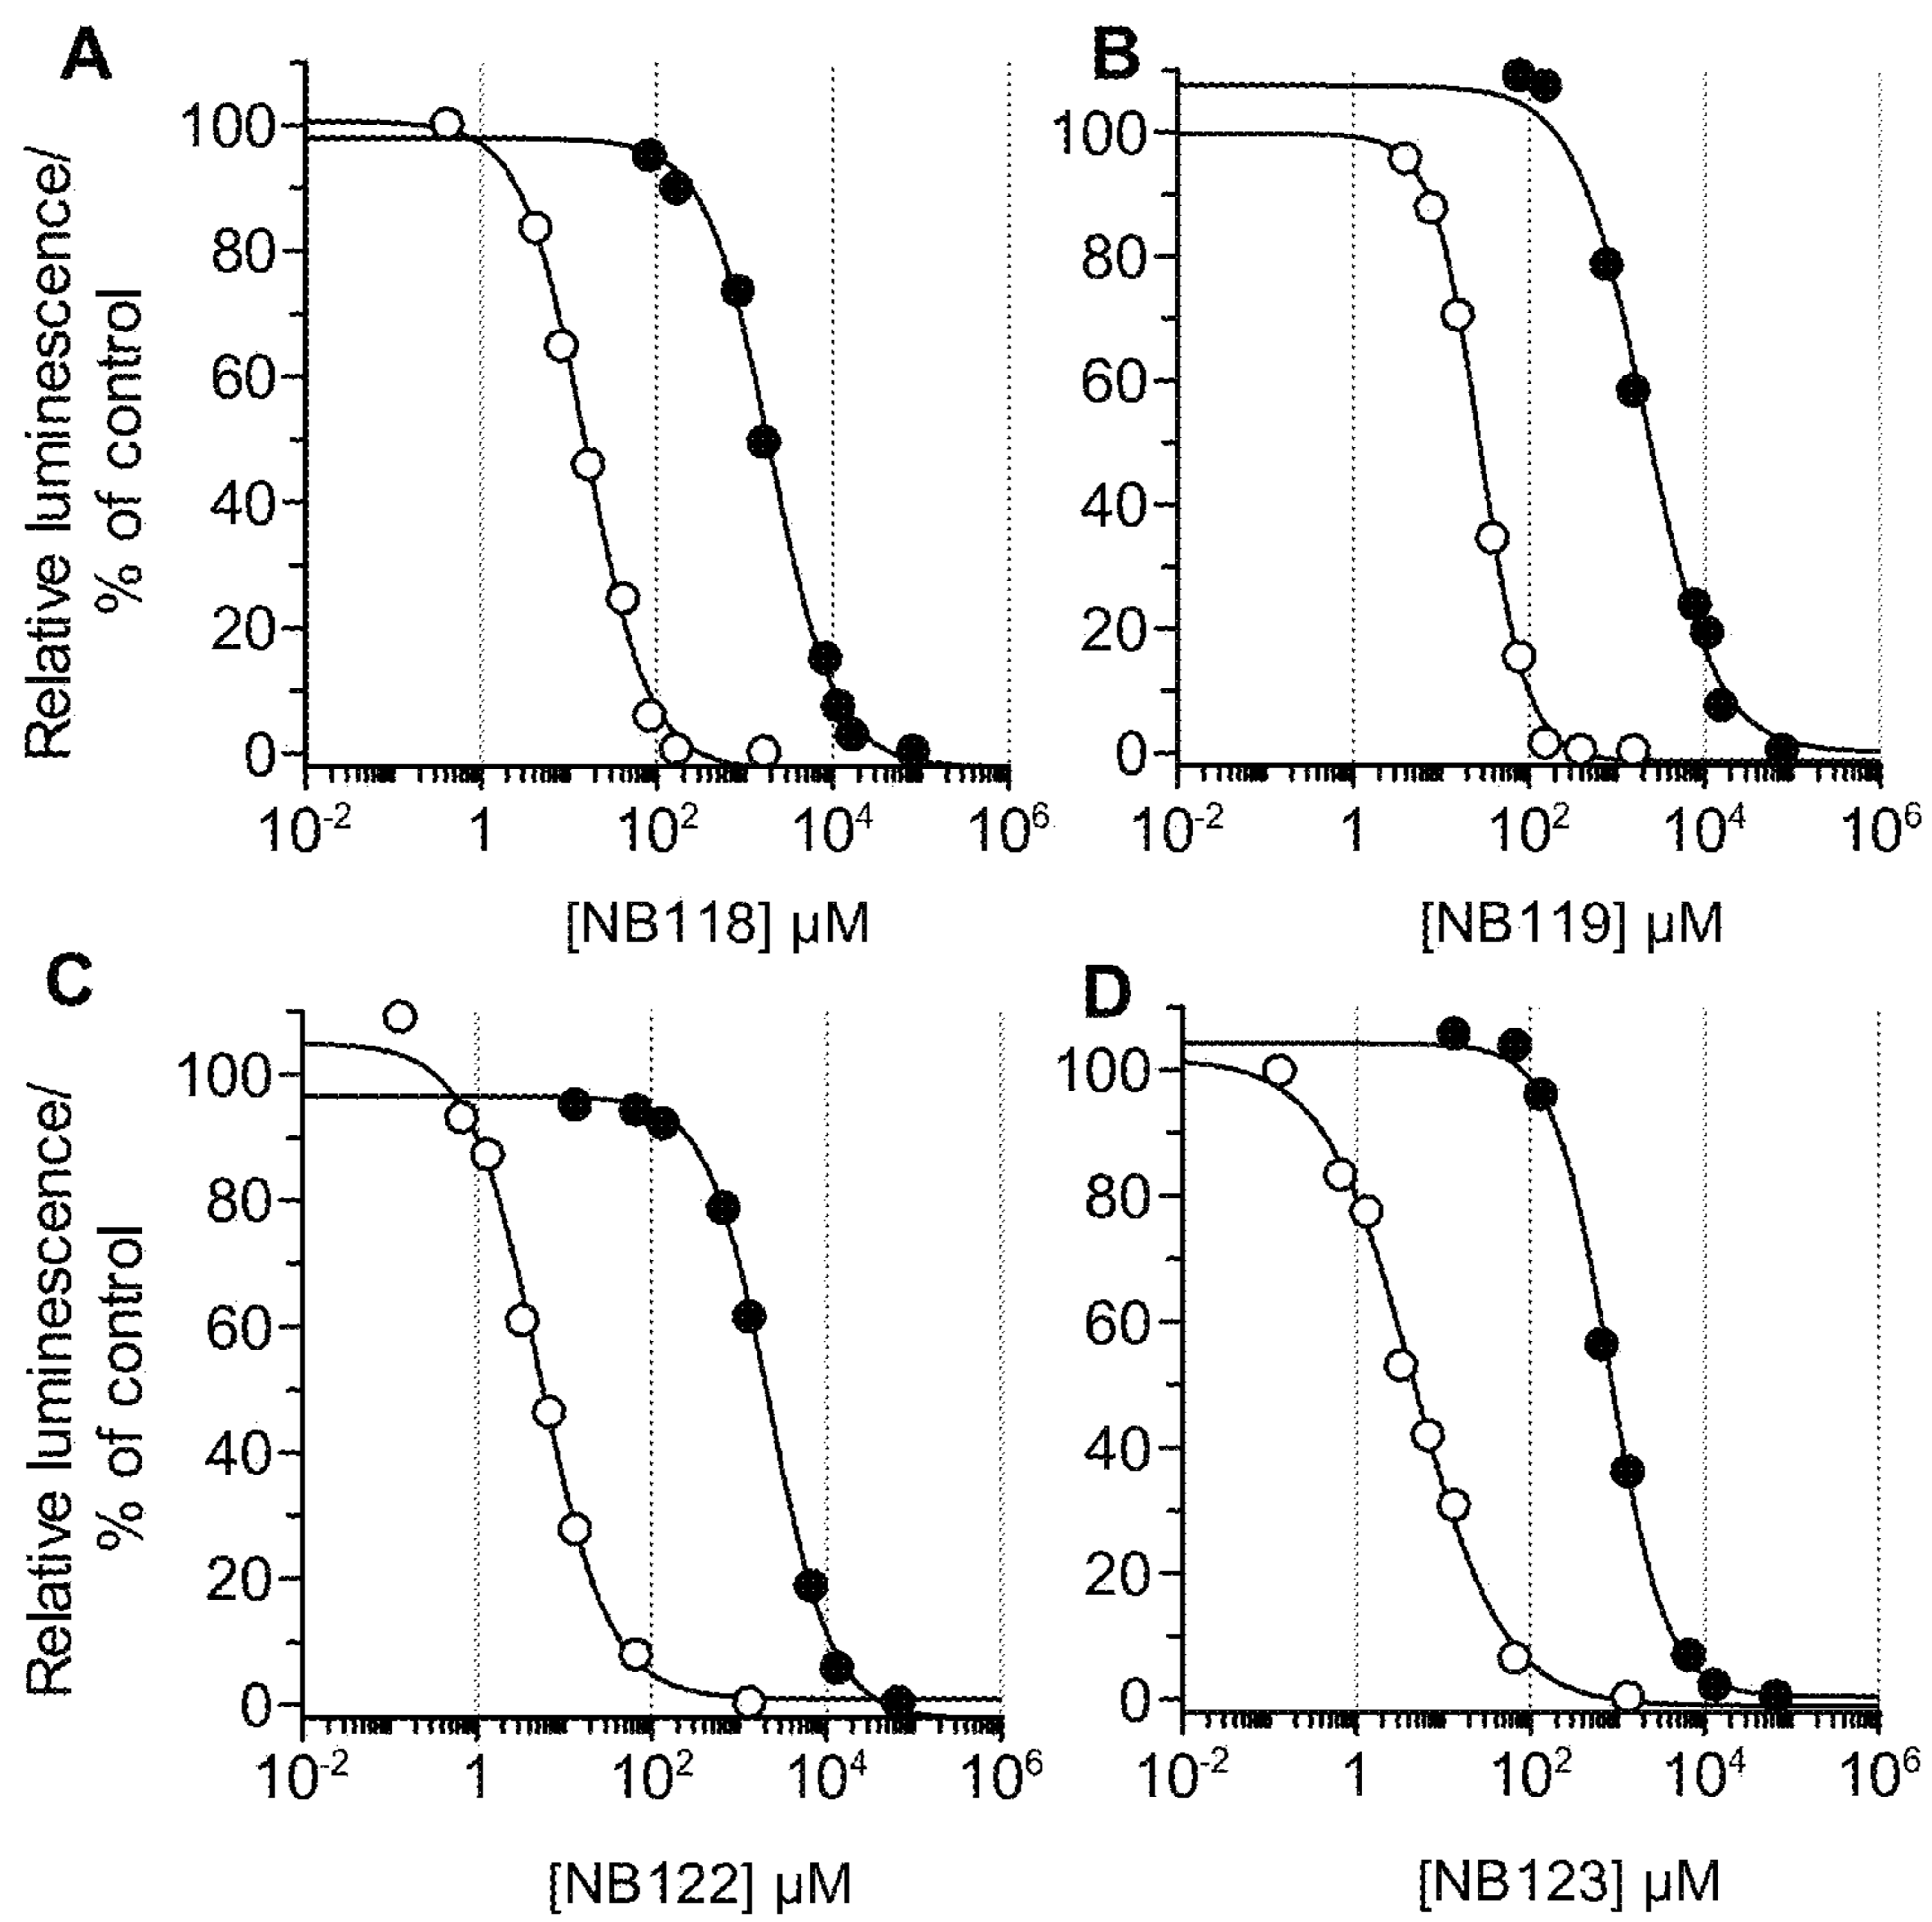 A
Relative luminescence/
% of control
100
80
60
40
20
0
10⁻² 1 10² 10⁴ 10⁶
[NB118] µM
B
100
80
60
40
20
0
10⁻² 1 10² 10⁴ 10⁶
[NB119] µM
C
Relative luminescence/
% of control
100
80
60
40
20
0
10⁻² 1 10² 10⁴ 10⁶
[NB122] µM
D
100
80
60
40
20
0
10⁻² 1 10² 10⁴ 10⁶
[NB123] µM